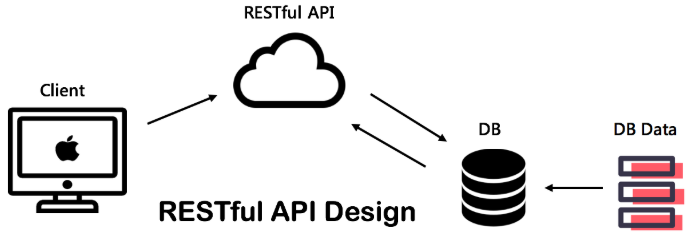 RESTful API
Client
DB
DB Data
RESTful API Design